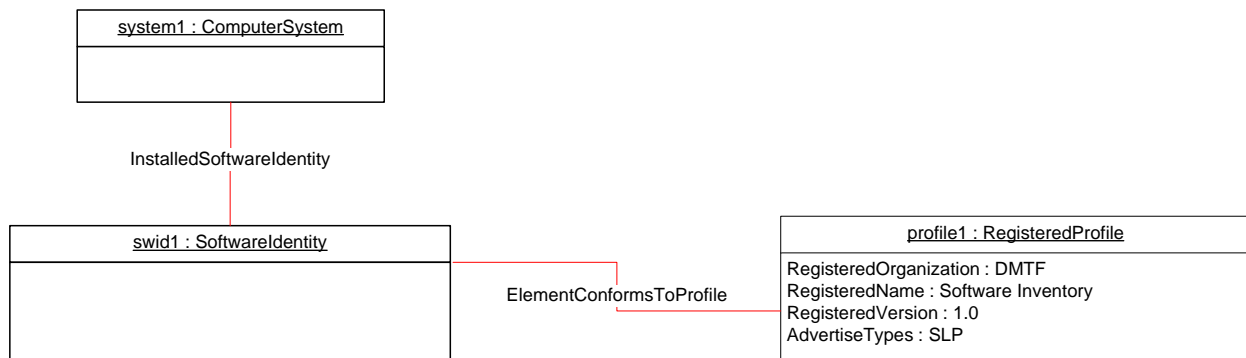 system1 : ComputerSystem
InstalledSoftwareIdentity
swid1 : SoftwareIdentity
ElementConformsToProfile
profile1 : RegisteredProfile
RegisteredOrganization : DMTF
RegisteredName : Software Inventory
RegisteredVersion : 1.0
AdvertiseTypes : SLP